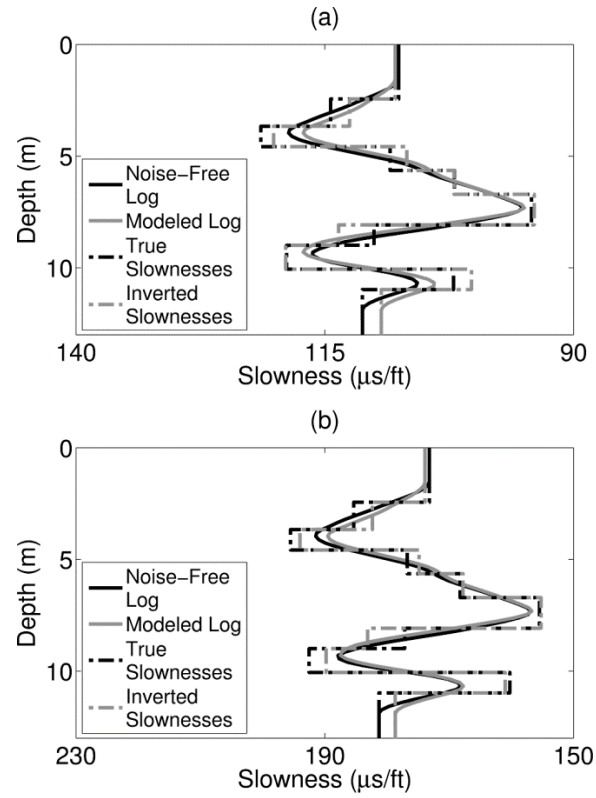 (a)
0
5
10
Depth (m)
Noise-Free
Log
Modeled Log
True
Slownesses
Inverted
Slownesses
140
115
90
Slowness (μs/ft)
(b)
0
5
10
Depth (m)
Noise-Free
Log
Modeled Log
True
Slownesses
Inverted
Slownesses
230
190
150
Slowness (μs/ft)